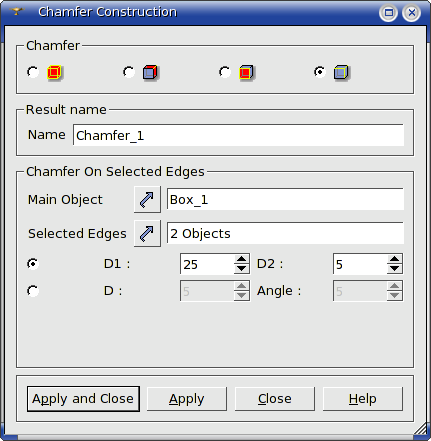 Chamfer Construction
Chamfer
Result name
Name Chamfer_1
Chamfer On Selected Edges
Main Object Box_1
Selected Edges 2 Objects
D1 : 25 D2 : 5
D : 5 Angle : 5
Apply and Close Apply Close Help